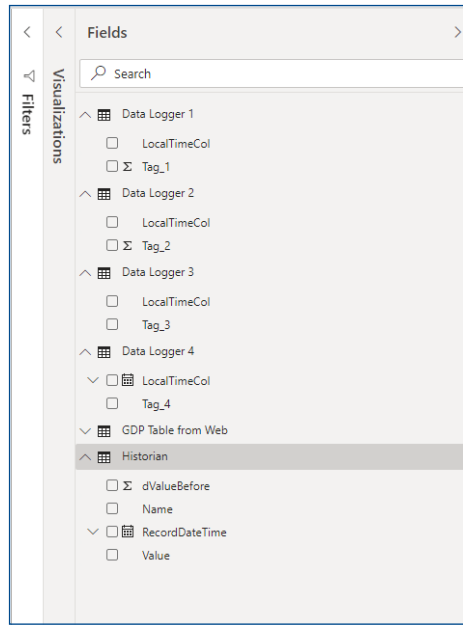 Filters
Visualizations
Fields
Search
Data Logger 1
LocalTimeCol
Σ Tag_1
Data Logger 2
LocalTimeCol
Σ Tag_2
Data Logger 3
LocalTimeCol
Tag_3
Data Logger 4
LocalTimeCol
Tag_4
GDP Table from Web
Historian
Σ dValueBefore
Name
RecordDateTime
Value